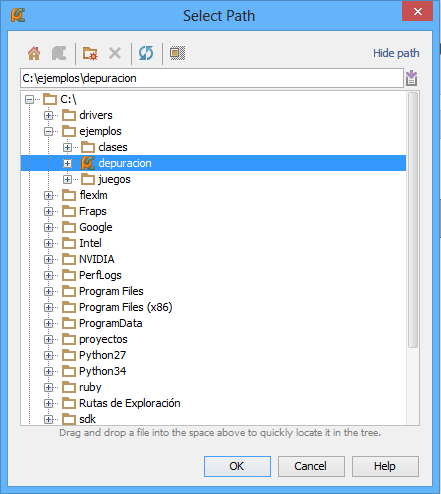 Select Path
Hide path
C:\ejemplos\depuracion
C:\
drivers
ejemplos
clases
depuracion
juegos
flexlm
Fraps
Google
Intel
NVIDIA
PerfLogs
Program Files
Program Files (x86)
ProgramData
proyectos
Python27
Python34
ruby
Rutas de Exploración
sdk
Drag and drop a file into the space above to quickly locate it in the tree.
OK
Cancel
Help